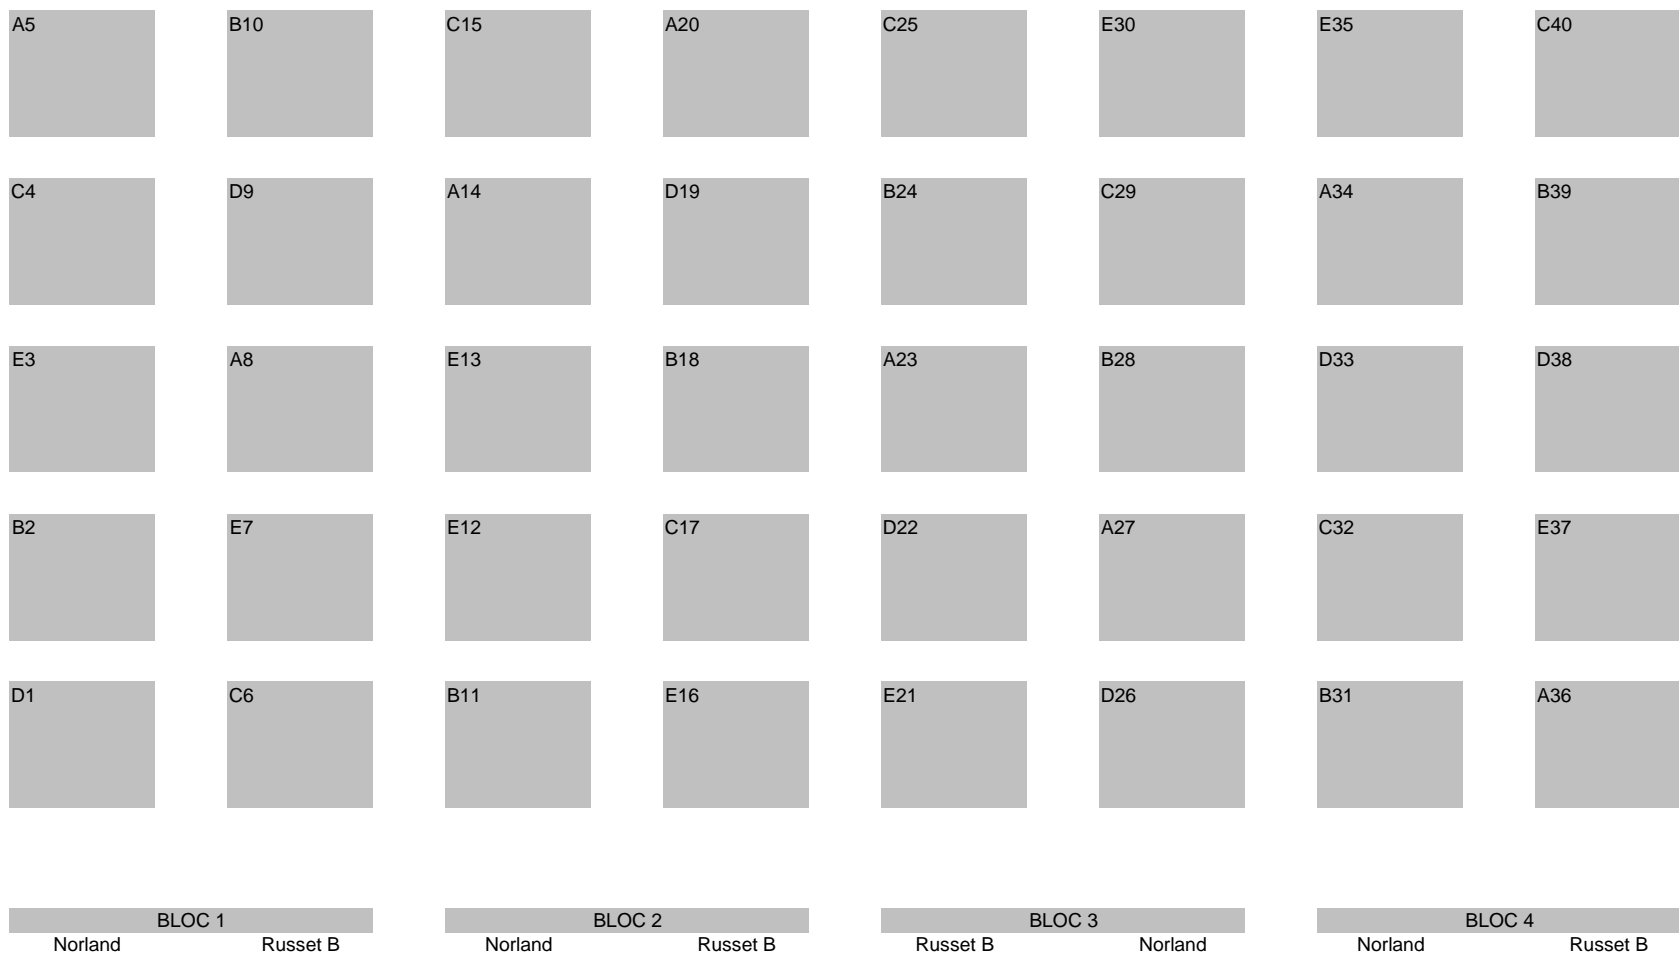 A5 B10 C15 A20 C25 E30 E35 C40
C4 D9 A14 D19 B24 C29 A34 B39
E3 A8 E13 B18 A23 B28 D33 D38
B2 E7 E12 C17 D22 A27 C32 E37
D1 C6 B11 E16 E21 D26 B31 A36
BLOC 1 BLOC 2 BLOC 3 BLOC 4
Norland Russet B Norland Russet B Russet B Norland Norland Russet B